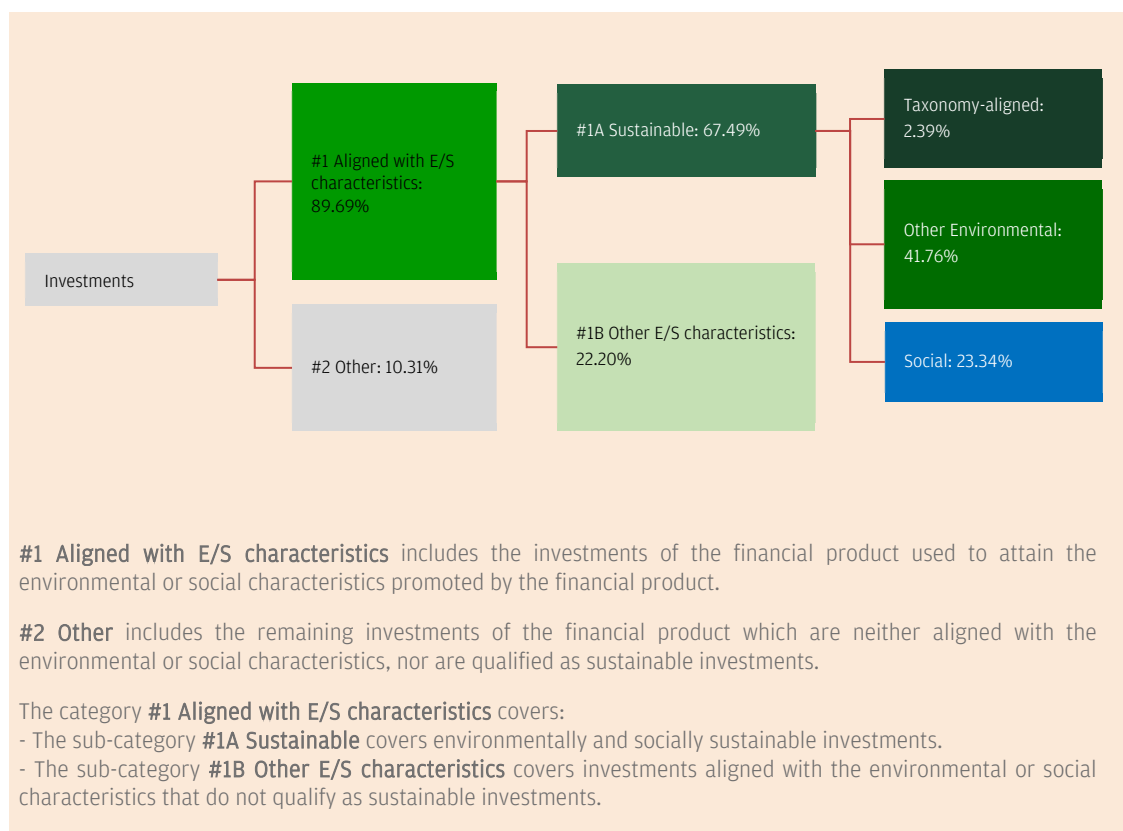 Investments
#1 Aligned with E/S
characteristics:
89.69%
#2 Other: 10.31%
#1A Sustainable: 67.49%
#1B Other E/S characteristics:
22.20%
Taxonomy-aligned:
2.39%
Other Environmental:
41.76%
Social: 23.34%
#1 Aligned with E/S characteristics includes the investments of the financial product used to attain the
environmental or social characteristics promoted by the financial product.
#2 Other includes the remaining investments of the financial product which are neither aligned with the
environmental or social characteristics, nor are qualified as sustainable investments.
The category #1 Aligned with E/S characteristics covers:
- The sub-category #1A Sustainable covers environmentally and socially sustainable investments.
- The sub-category #1B Other E/S characteristics covers investments aligned with the environmental or social
characteristics that do not qualify as sustainable investments.